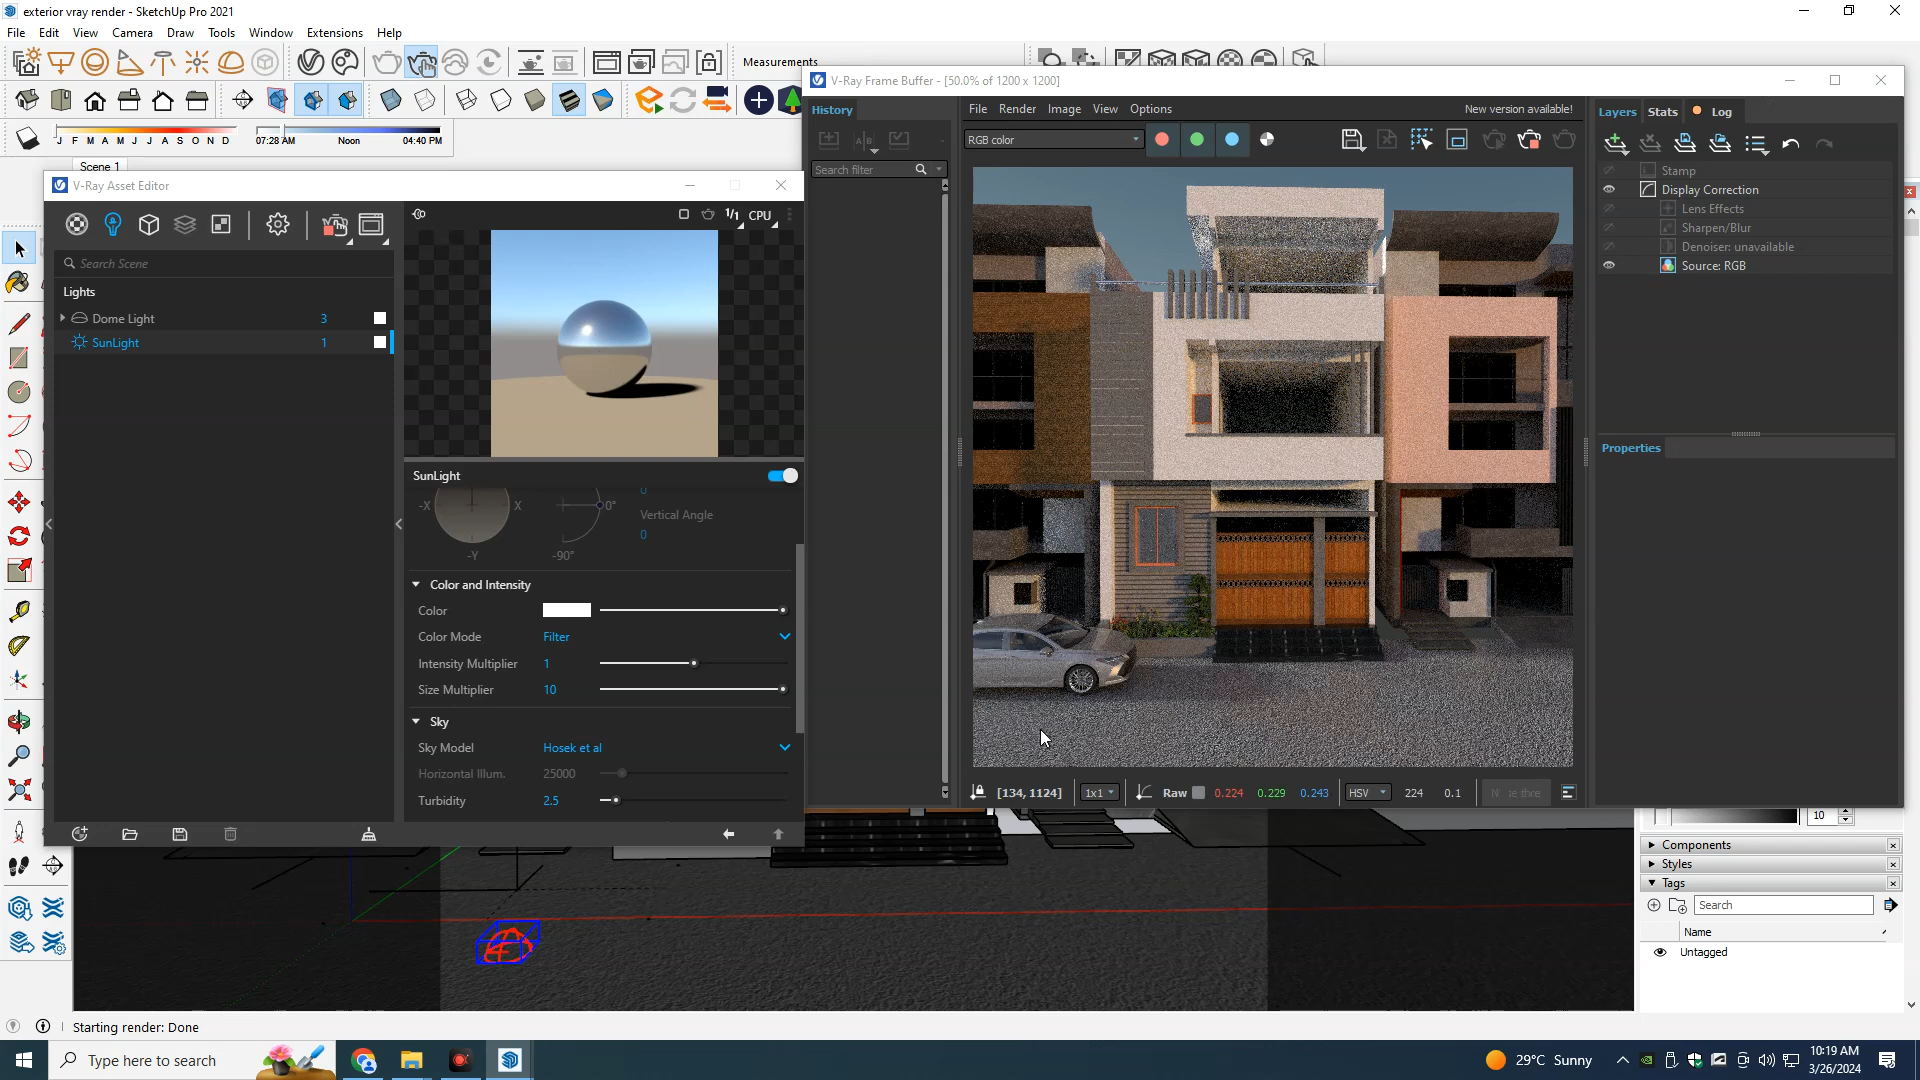 exterior vray render - SketchUp Pro 2021
File Edit View Camera Draw Tools Window Extensions Help
Measurements
J F M A M J J A S O N D
07:28 AM Noon 04:40 PM
Scene 1
V-Ray Asset Editor
1/1 CPU
Search Scene
Lights
Dome Light 3
SunLight 1
SunLight
-X X 0° 0
Vertical Angle
0
-Y -90°
Color and Intensity
Color
Color Mode Filter
Intensity Multiplier 1
Size Multiplier 10
Sky
Sky Model Hosek et al
Horizontal Illum. 25000
Turbidity 2.5
V-Ray Frame Buffer - [50.0% of 1200 x 1200]
History
File Render Image View Options
New version available!
RGB color
Search filter
Layers Stats Log
Stamp
Display Correction
Lens Effects
Sharpen/Blur
Denoiser: unavailable
Source: RGB
Properties
[134, 1124] 1x1 Raw 0.224 0.229 0.243 HSV 224 0.1
10
Components
Styles
Tags
Search
Name
Untagged
Starting render: Done
Type here to search
29°C Sunny
10:19 AM
3/26/2024